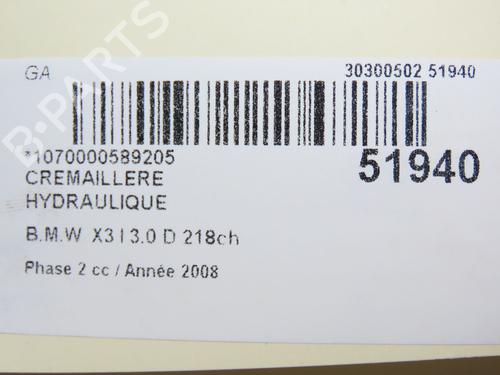 GA
30300502 51940
*1070000589205
51940
CREMAILLERE
HYDRAULIQUE
B.M.W X3 I 3.0 D 218ch
Phase 2 cc / Année 2008
B-PARTS